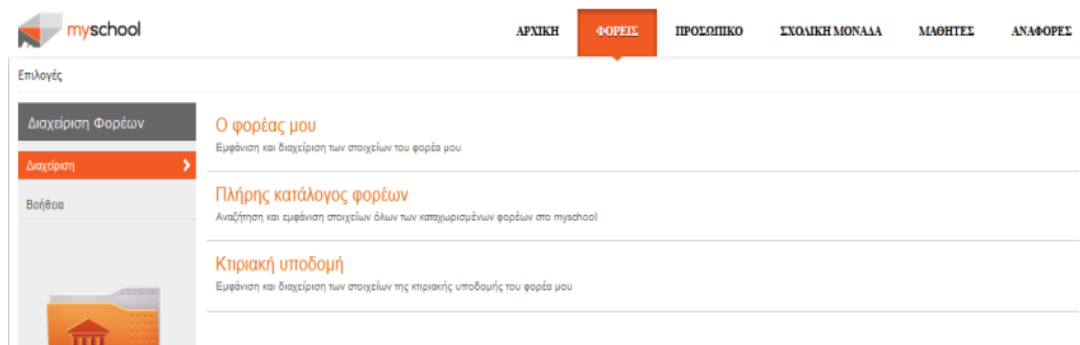 myschool
ΑΡΧΙΚΗ ΦΟΡΕΙΣ ΠΡΟΣΩΠΙΚΟ ΣΧΟΛΙΚΗ ΜΟΝΑΔΑ ΜΑΘΗΤΕΣ ΑΝΑΦΟΡΕΣ
Επιλογές
Διαχείριση Φορέων
Διαχείριση
Βοήθεια
Ο φορέας μου
Εμφάνιση και διαχείριση των στοιχείων του φορέα μου
Πλήρης κατάλογος φορέων
Αναζήτηση και εμφάνιση στοιχείων όλων των καταχωρισμένων φορέων στο myschool
Κτιριακή υποδομή
Εμφάνιση και διαχείριση των στοιχείων της κτιριακής υποδομής του φορέα μου